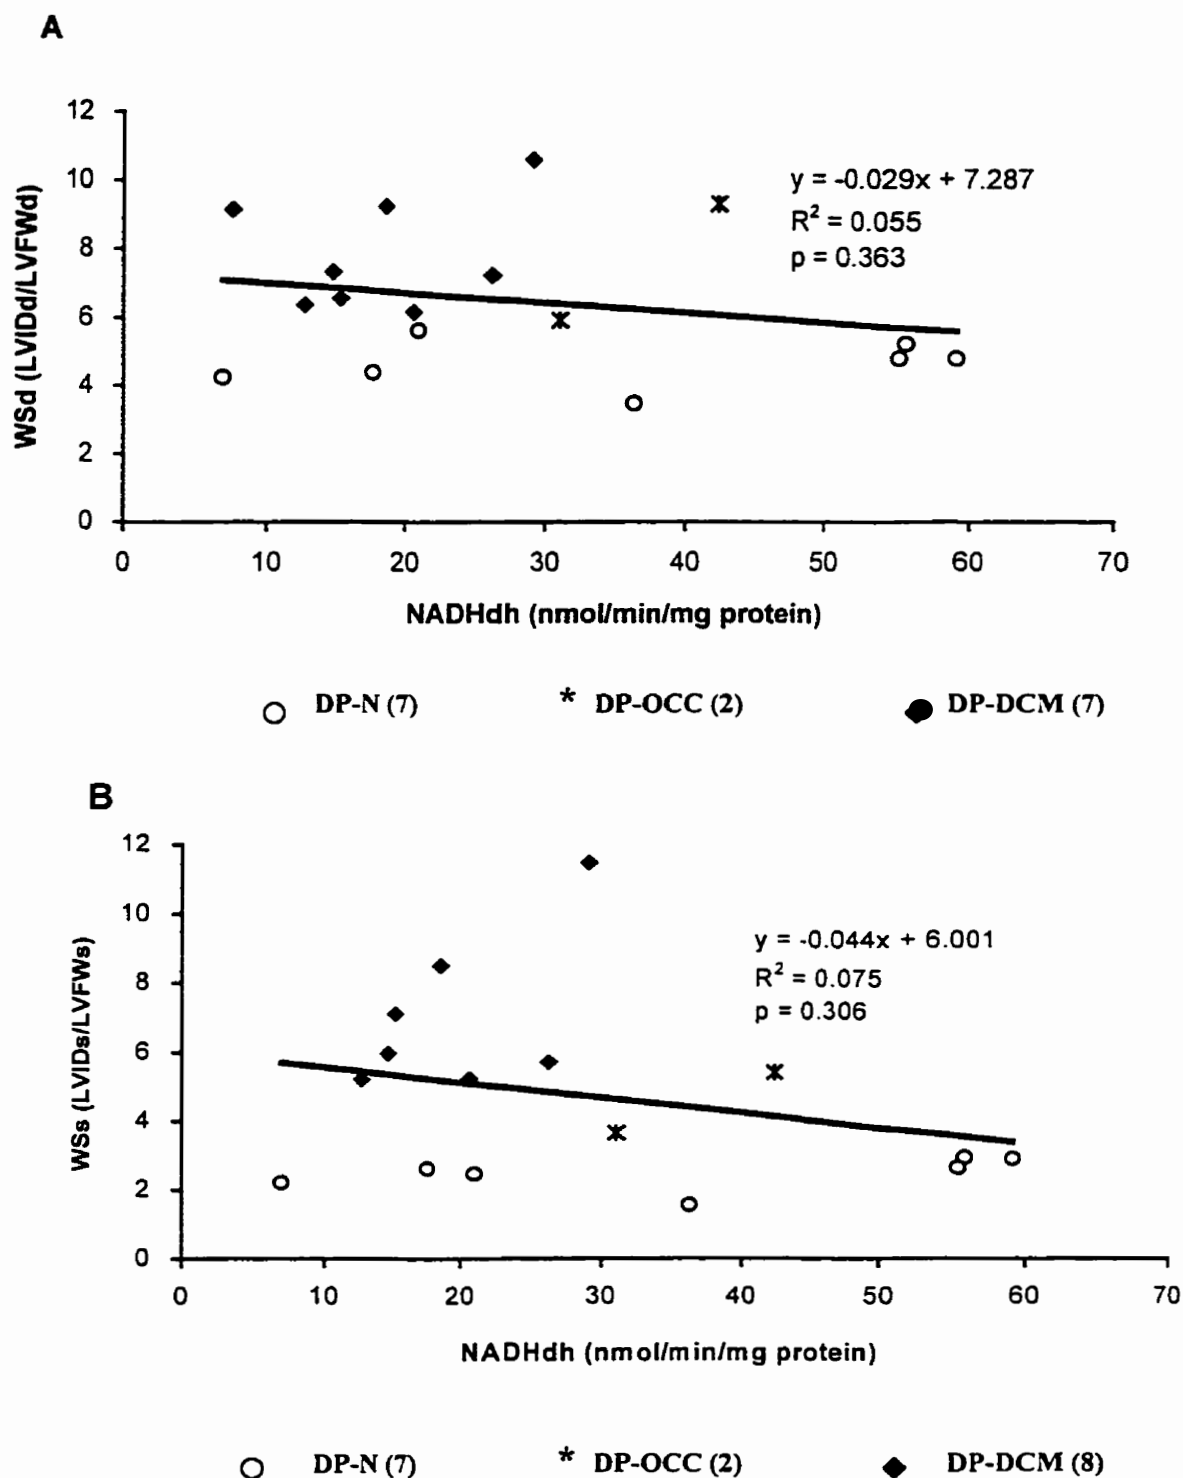 A
12
10
8
6
4
2
0
WSd (LVIDd/LVFWd)
y = -0.029x + 7.287
R² = 0.055
p = 0.363
0 10 20 30 40 50 60 70
NADHdh (nmol/min/mg protein)
DP-N (7) * DP-OCC (2) DP-DCM (7)
B
12
10
8
6
4
2
0
WSs (LVIDs/LVFWs)
y = -0.044x + 6.001
R² = 0.075
p = 0.306
0 10 20 30 40 50 60 70
NADHdh (nmol/min/mg protein)
DP-N (7) * DP-OCC (2) DP-DCM (8)